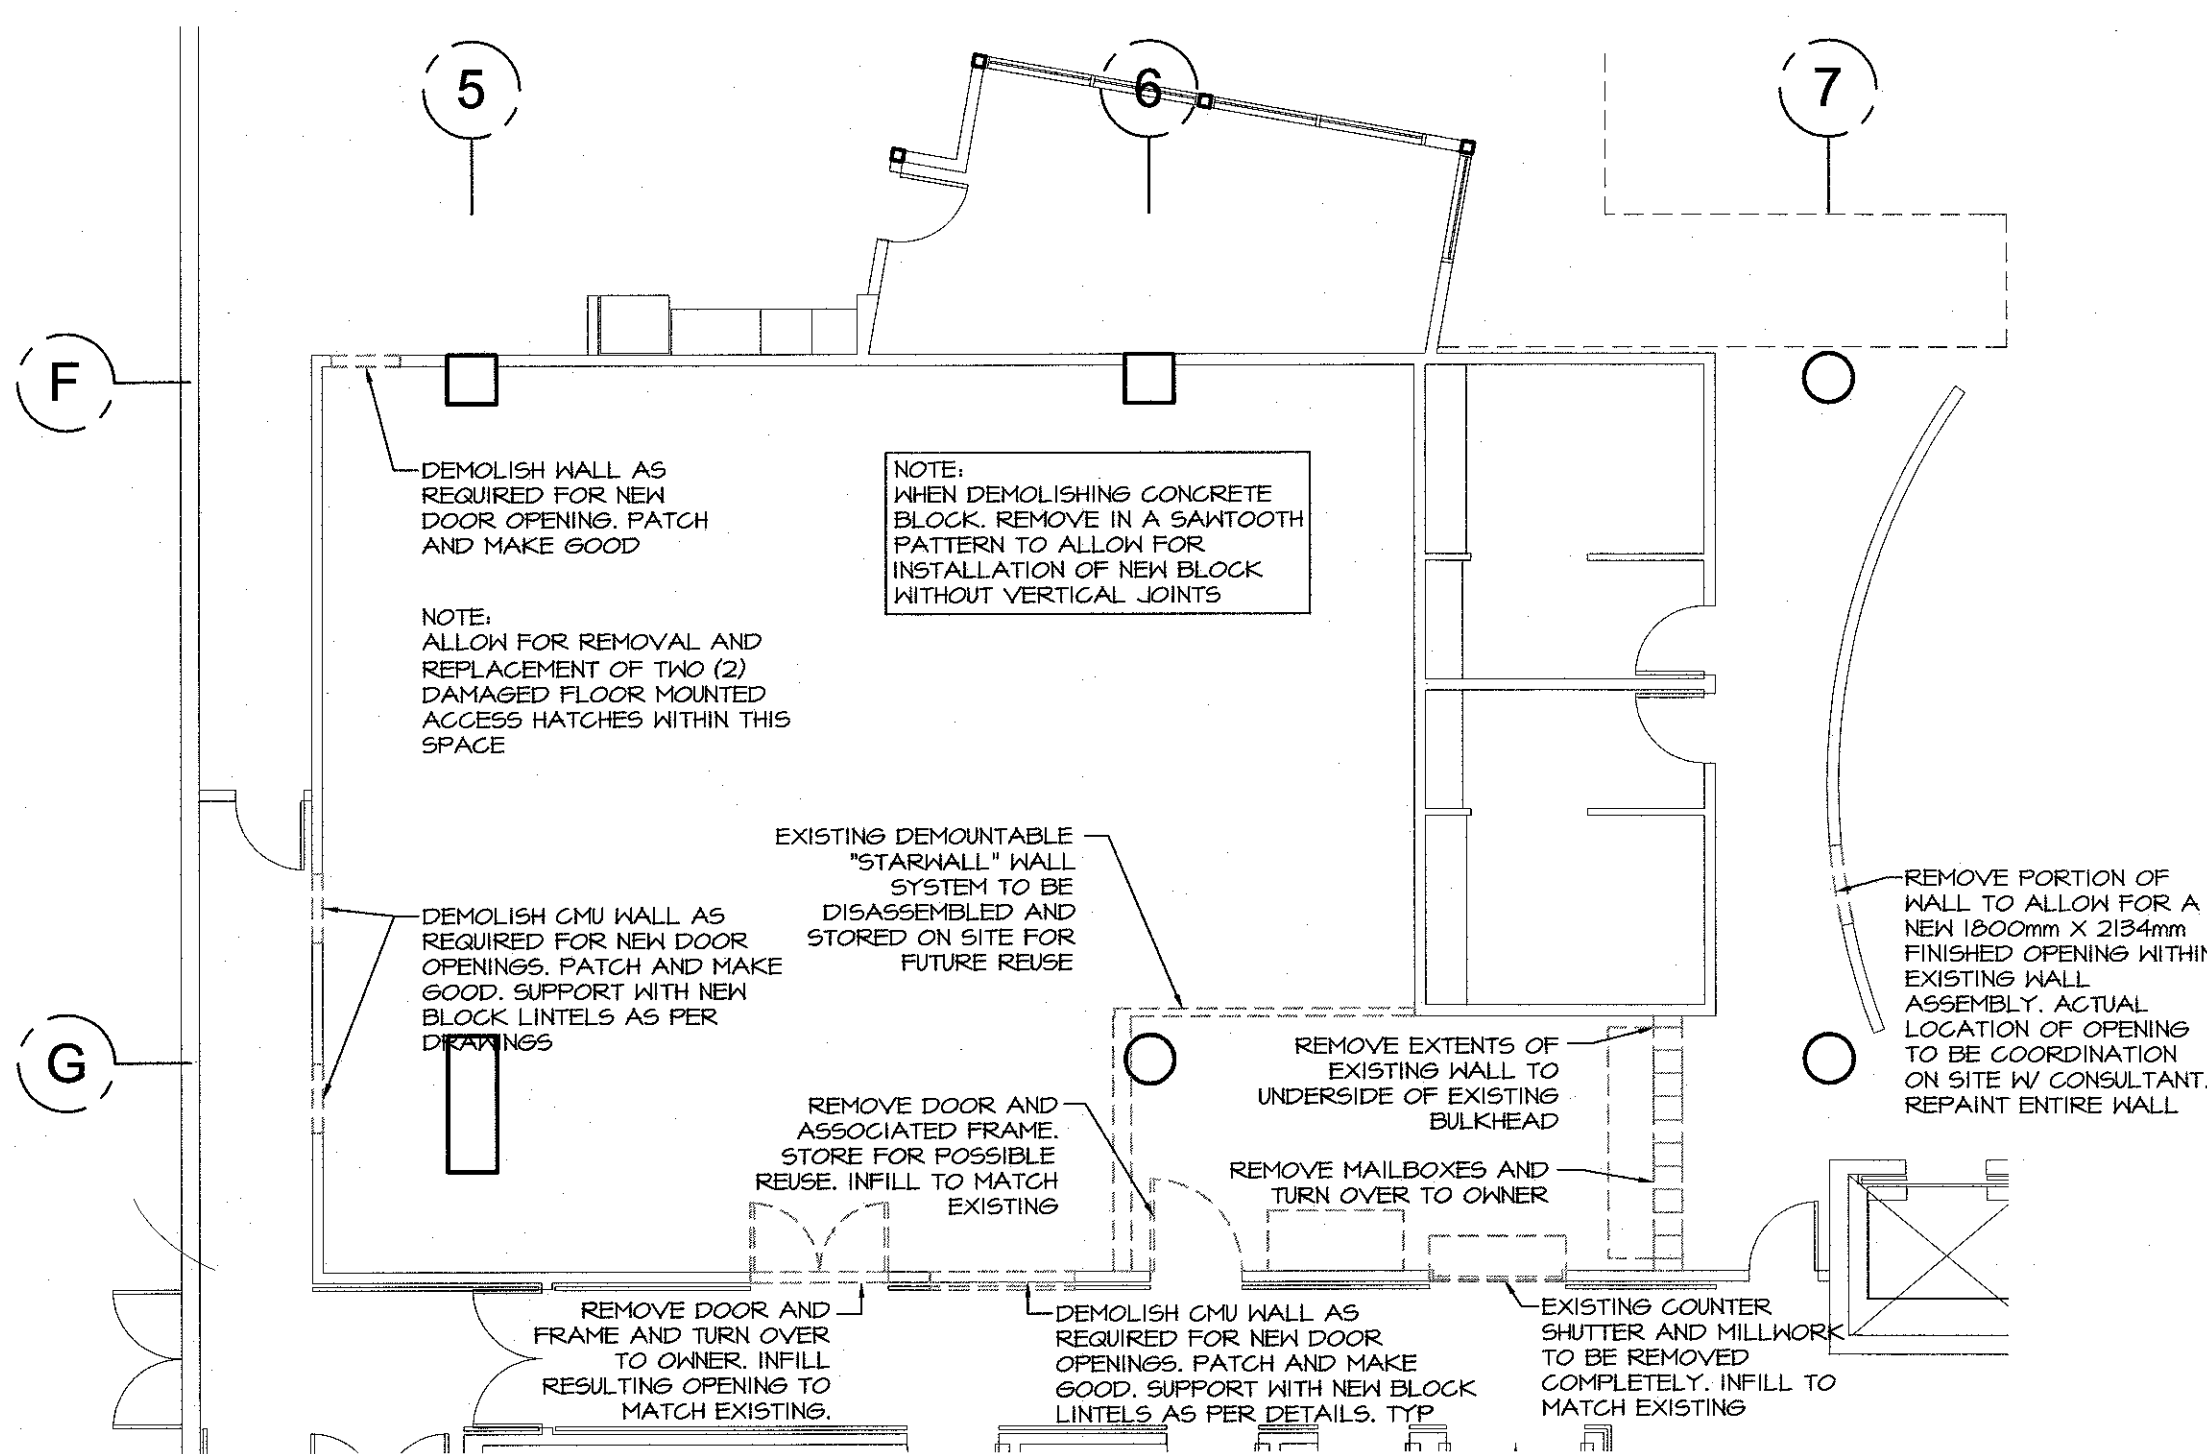 5
6
7
F
DEMOLISH WALL AS
REQUIRED FOR NEW
DOOR OPENING. PATCH
AND MAKE GOOD
NOTE:
WHEN DEMOLISHING CONCRETE
BLOCK. REMOVE IN A SAWTOOTH
PATTERN TO ALLOW FOR
INSTALLATION OF NEW BLOCK
WITHOUT VERTICAL JOINTS
NOTE:
ALLOW FOR REMOVAL AND
REPLACEMENT OF TWO (2)
DAMAGED FLOOR MOUNTED
ACCESS HATCHES WITHIN THIS
SPACE
EXISTING DEMOUNTABLE
"STARWALL" WALL
SYSTEM TO BE
DISASSEMBLED AND
STORED ON SITE FOR
FUTURE REUSE
REMOVE PORTION OF
WALL TO ALLOW FOR A
NEW 1800mm X 2134mm
FINISHED OPENING WITHIN
EXISTING WALL
ASSEMBLY. ACTUAL
LOCATION OF OPENING
TO BE COORDINATION
ON SITE W/ CONSULTANT.
REPAINT ENTIRE WALL
DEMOLISH CMU WALL AS
REQUIRED FOR NEW DOOR
OPENINGS. PATCH AND MAKE
GOOD. SUPPORT WITH NEW
BLOCK LINTELS AS PER
DRAWINGS
G
REMOVE EXTENTS OF
EXISTING WALL TO
UNDERSIDE OF EXISTING
BULKHEAD
REMOVE DOOR AND
ASSOCIATED FRAME.
STORE FOR POSSIBLE
REUSE. INFILL TO MATCH
EXISTING
REMOVE MAILBOXES AND
TURN OVER TO OWNER
REMOVE DOOR AND
FRAME AND TURN OVER
TO OWNER. INFILL
RESULTING OPENING TO
MATCH EXISTING.
DEMOLISH CMU WALL AS
REQUIRED FOR NEW DOOR
OPENINGS. PATCH AND MAKE
GOOD. SUPPORT WITH NEW BLOCK
LINTELS AS PER DETAILS. TYP
EXISTING COUNTER
SHUTTER AND MILLWORK
TO BE REMOVED
COMPLETELY. INFILL TO
MATCH EXISTING